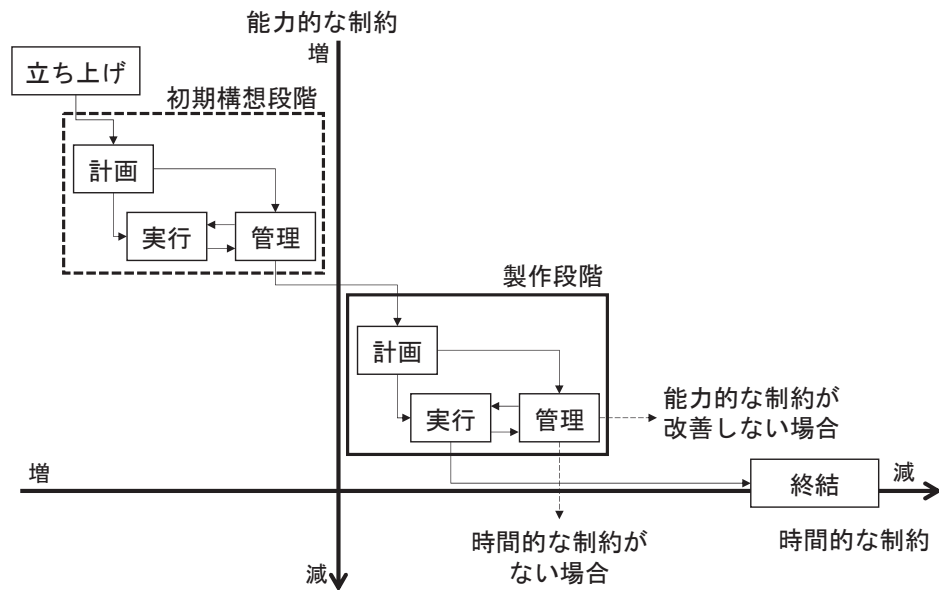 能力的な制約
増
立ち上げ
初期構想段階
計画
実行
管理
製作段階
計画
実行
管理
能力的な制約が
改善しない場合
増
終結
減
時間的な制約が
ない場合
時間的な制約
減